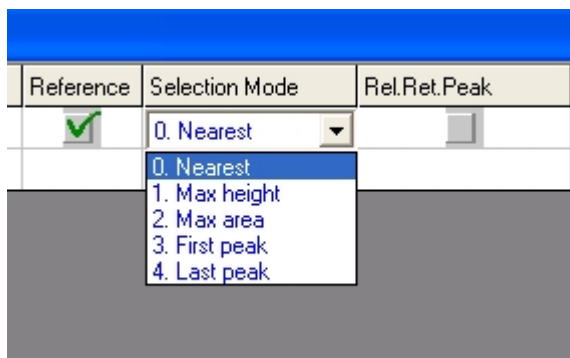 Reference Selection Mode Rel.Ret.Peak
0. Nearest
0. Nearest
1. Max height
2. Max area
3. First peak
4. Last peak